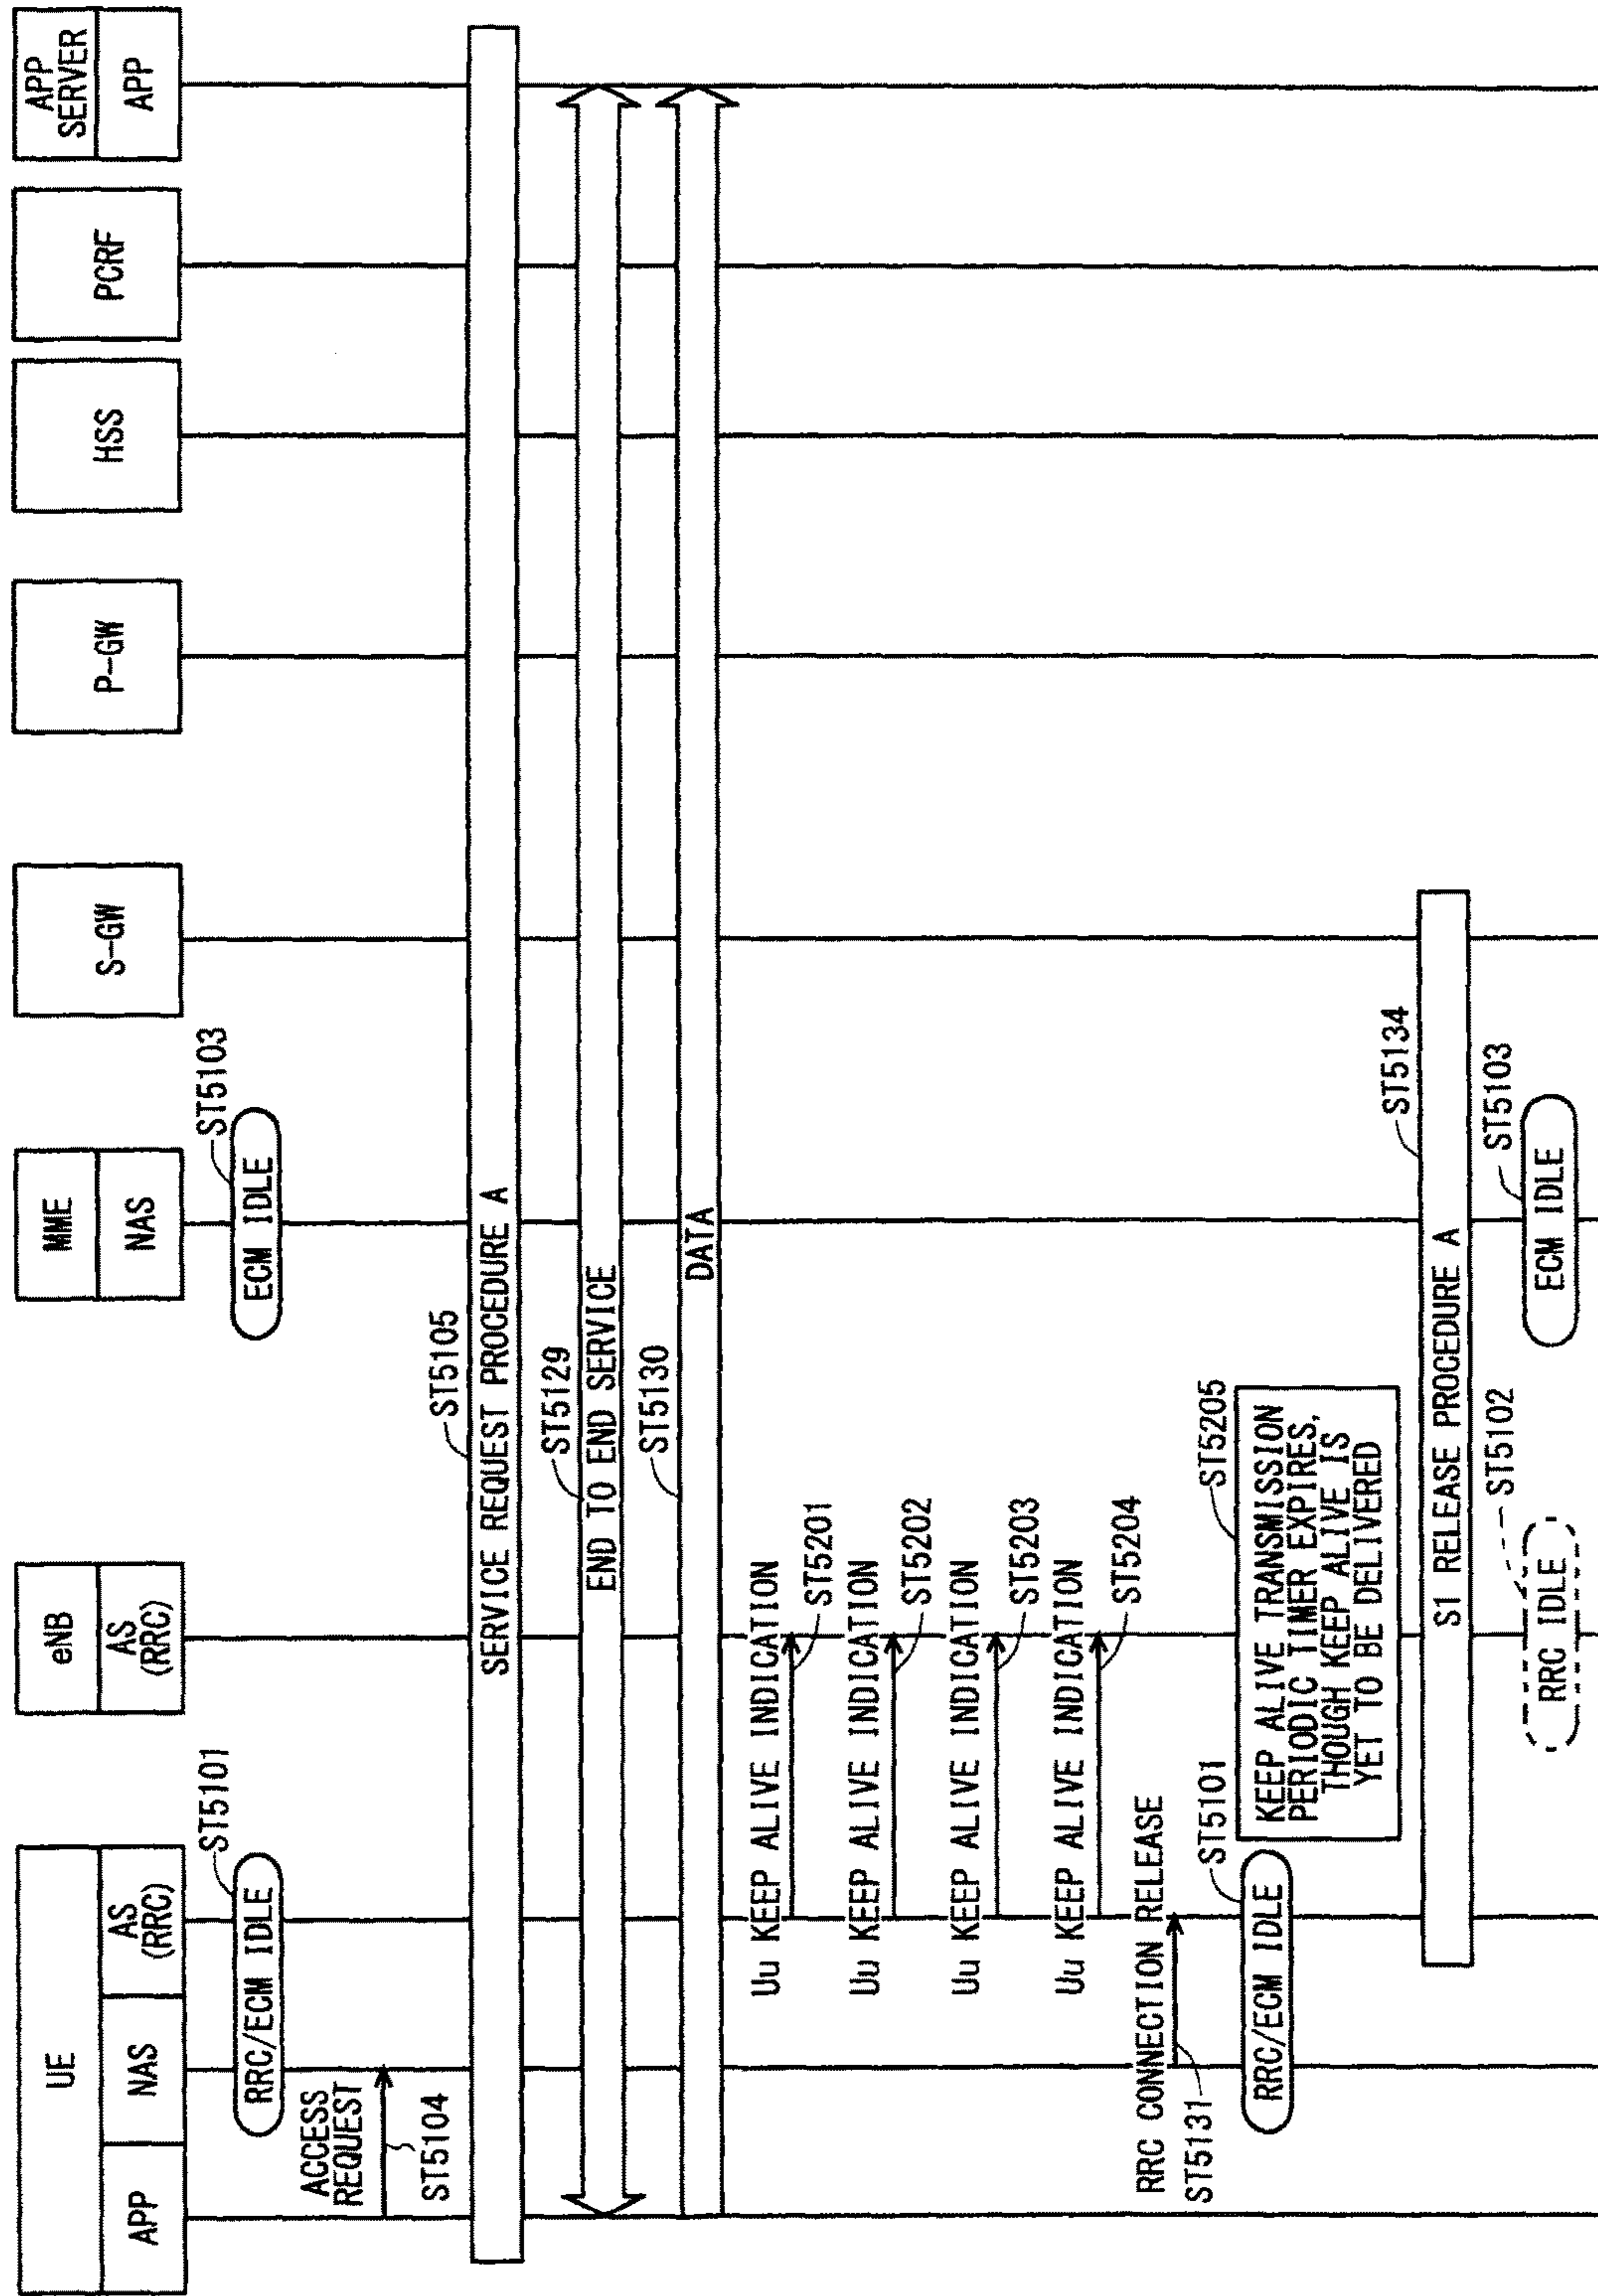 UE
APP
NAS
AS
(RRC)
eNB
AS
(RRC)
MME
NAS
S-GW
P-GW
HSS
PCRF
APP
SERVER
APP
ST5101
RRC/ECM IDLE
ST5103
ECM IDLE
ACCESS
REQUEST
ST5104
ST5105
SERVICE REQUEST PROCEDURE A
ST5129
END TO END SERVICE
ST5130
DATA
Uu KEEP ALIVE INDICATION
ST5201
Uu KEEP ALIVE INDICATION
ST5202
Uu KEEP ALIVE INDICATION
ST5203
Uu KEEP ALIVE INDICATION
ST5204
RRC CONNECTION RELEASE
ST5131
ST5101
RRC/ECM IDLE
ST5205
KEEP ALIVE TRANSMISSION
PERIODIC TIMER EXPIRES,
THOUGH KEEP ALIVE IS
YET TO BE DELIVERED
ST5134
S1 RELEASE PROCEDURE A
ST5102
RRC IDLE
ST5103
ECM IDLE